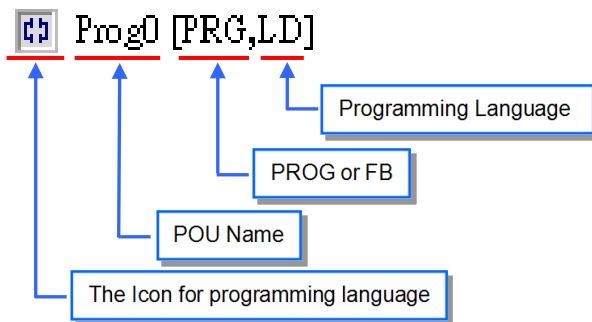 Prog0 [PRG,LD]
Programming Language
PROG or FB
POU Name
The Icon for programming language